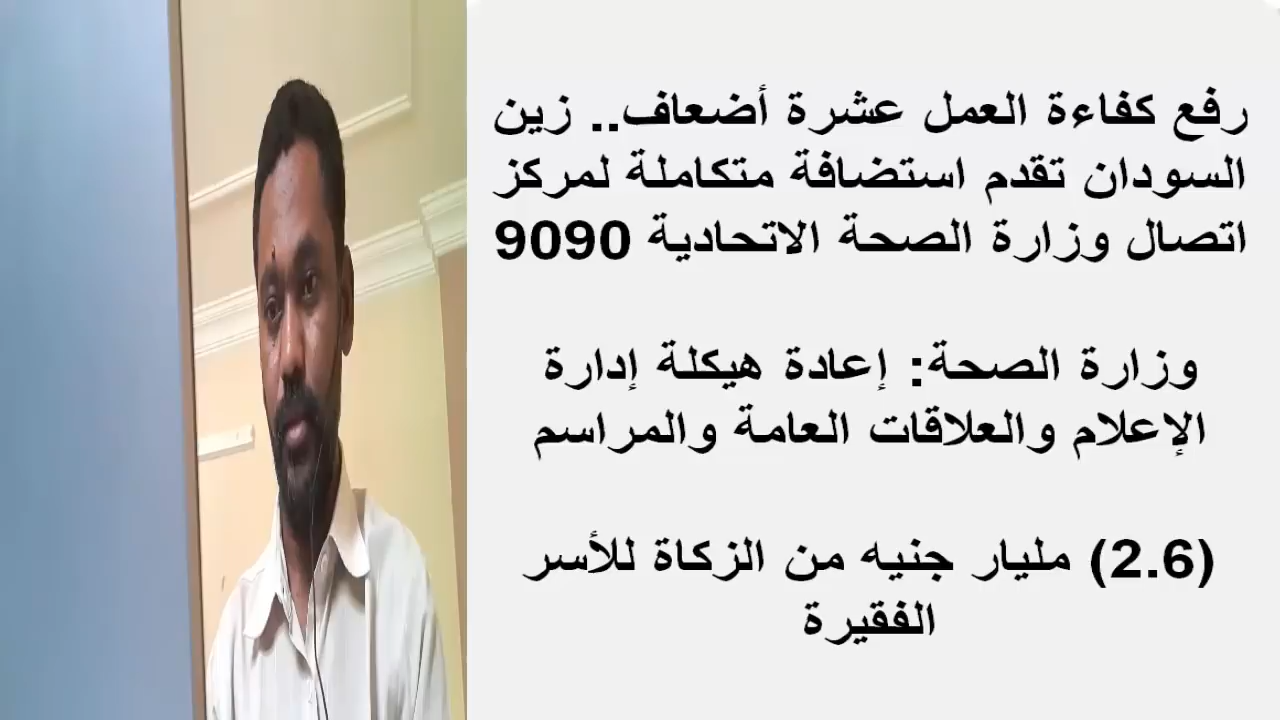 رفع كفاءة العمل عشرة أضعاف.. زين
السودان تقدم استضافة متكاملة لمركز
اتصال وزارة الصحة الاتحادية 9090
وزارة الصحة: إعادة هيكلة إدارة
الإعلام والعلاقات العامة والمراسم
(2.6) مليار جنيه من الزكاة للأسر
الفقيرة